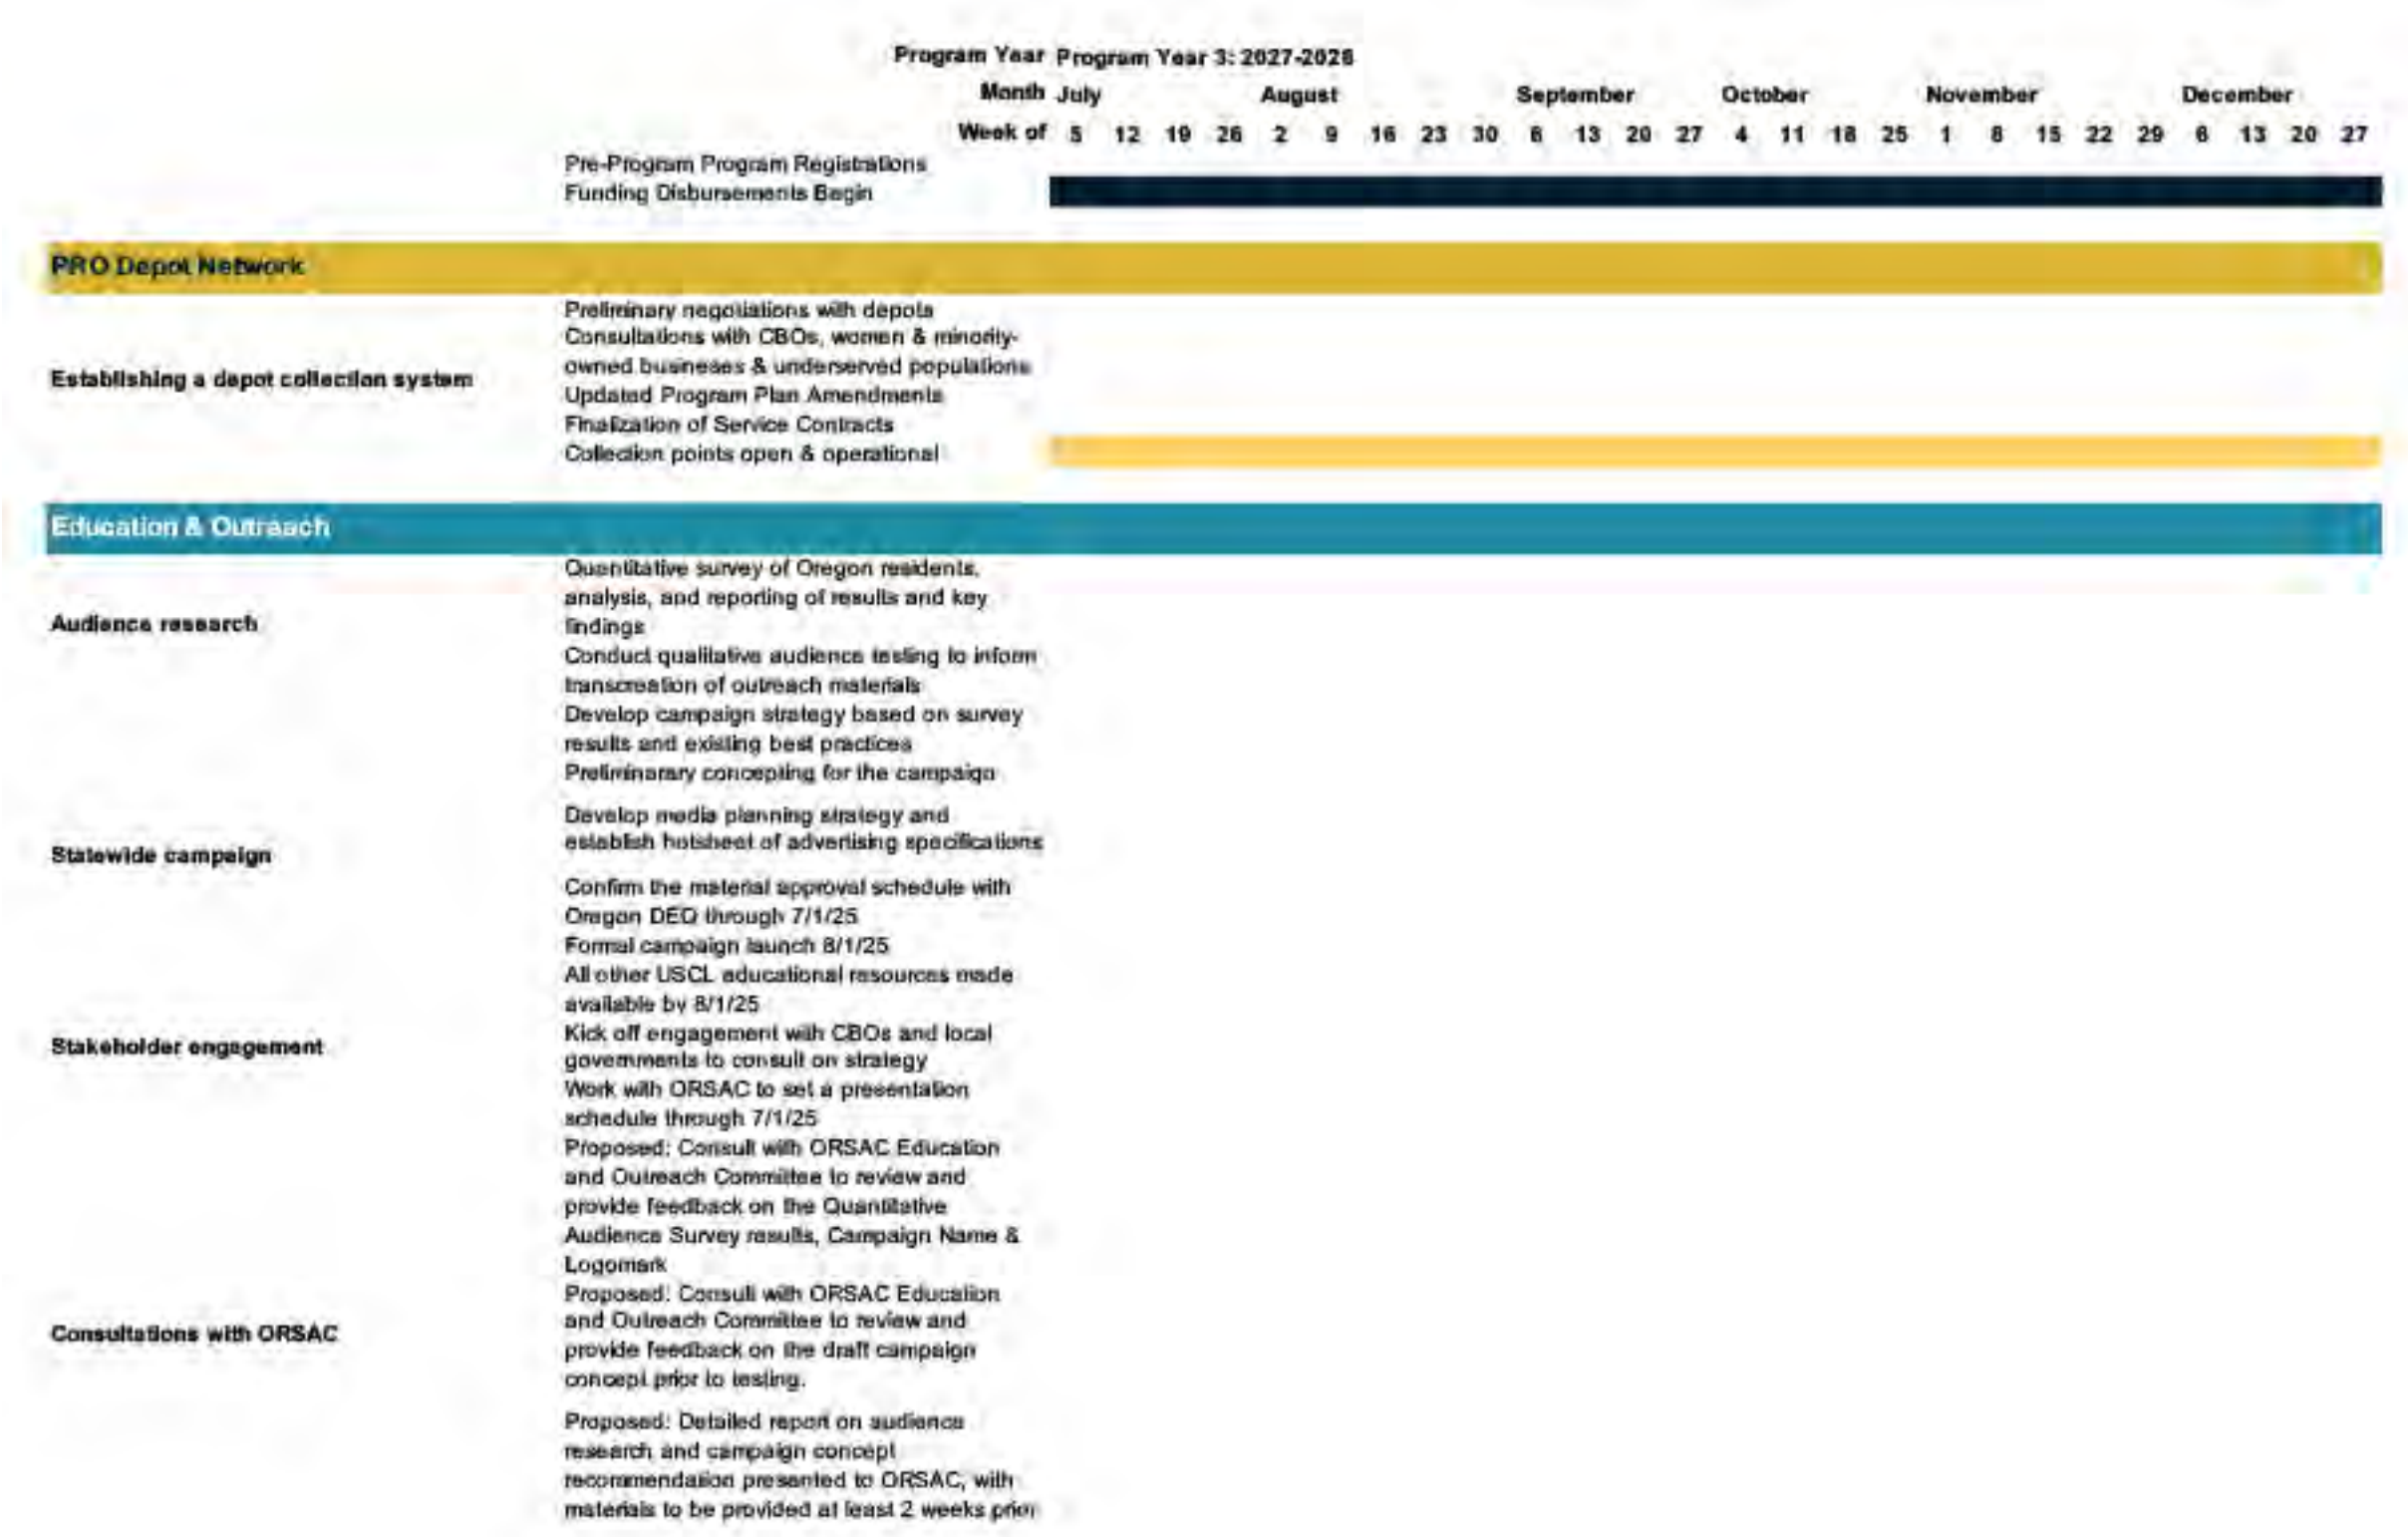 Program Year Program Year 3: 2027-2028
Month July August September October November December
Week of 5 12 19 26 2 9 16 23 30 6 13 20 27 4 11 18 25 1 8 15 22 29 6 13 20 27
Pre-Program Program Registrations
Funding Disbursements Begin
PRO Depot Network
Establishing a depot collection system
Preliminary negotiations with depots
Consultations with CBOs, women & minority-
owned businesses & underserved populations
Updated Program Plan Amendments
Finalization of Service Contracts
Collection points open & operational
Education & Outreach
Audience research
Quantitative survey of Oregon residents,
analysis, and reporting of results and key
findings
Conduct qualitative audience testing to inform
transcreation of outreach materials
Statewide campaign
Develop campaign strategy based on survey
results and existing best practices
Preliminarary concepting for the campaign
Develop media planning strategy and
establish hotsheet of advertising specifications
Confirm the material approval schedule with
Oregon DEQ through 7/1/25
Formal campaign launch 8/1/25
All other USCL educational resources made
available by 8/1/25
Stakeholder engagement
Kick off engagement with CBOs and local
governments to consult on strategy
Work with ORSAC to set a presentation
schedule through 7/1/25
Consultations with ORSAC
Proposed: Consult with ORSAC Education
and Outreach Committee to review and
provide feedback on the Quantitative
Audience Survey results, Campaign Name &
Logomark
Proposed: Consult with ORSAC Education
and Outreach Committee to review and
provide feedback on the draft campaign
concept prior to testing.
Proposed: Detailed report on audience
research and campaign concept
recommendation presented to ORSAC, with
materials to be provided at least 2 weeks prior